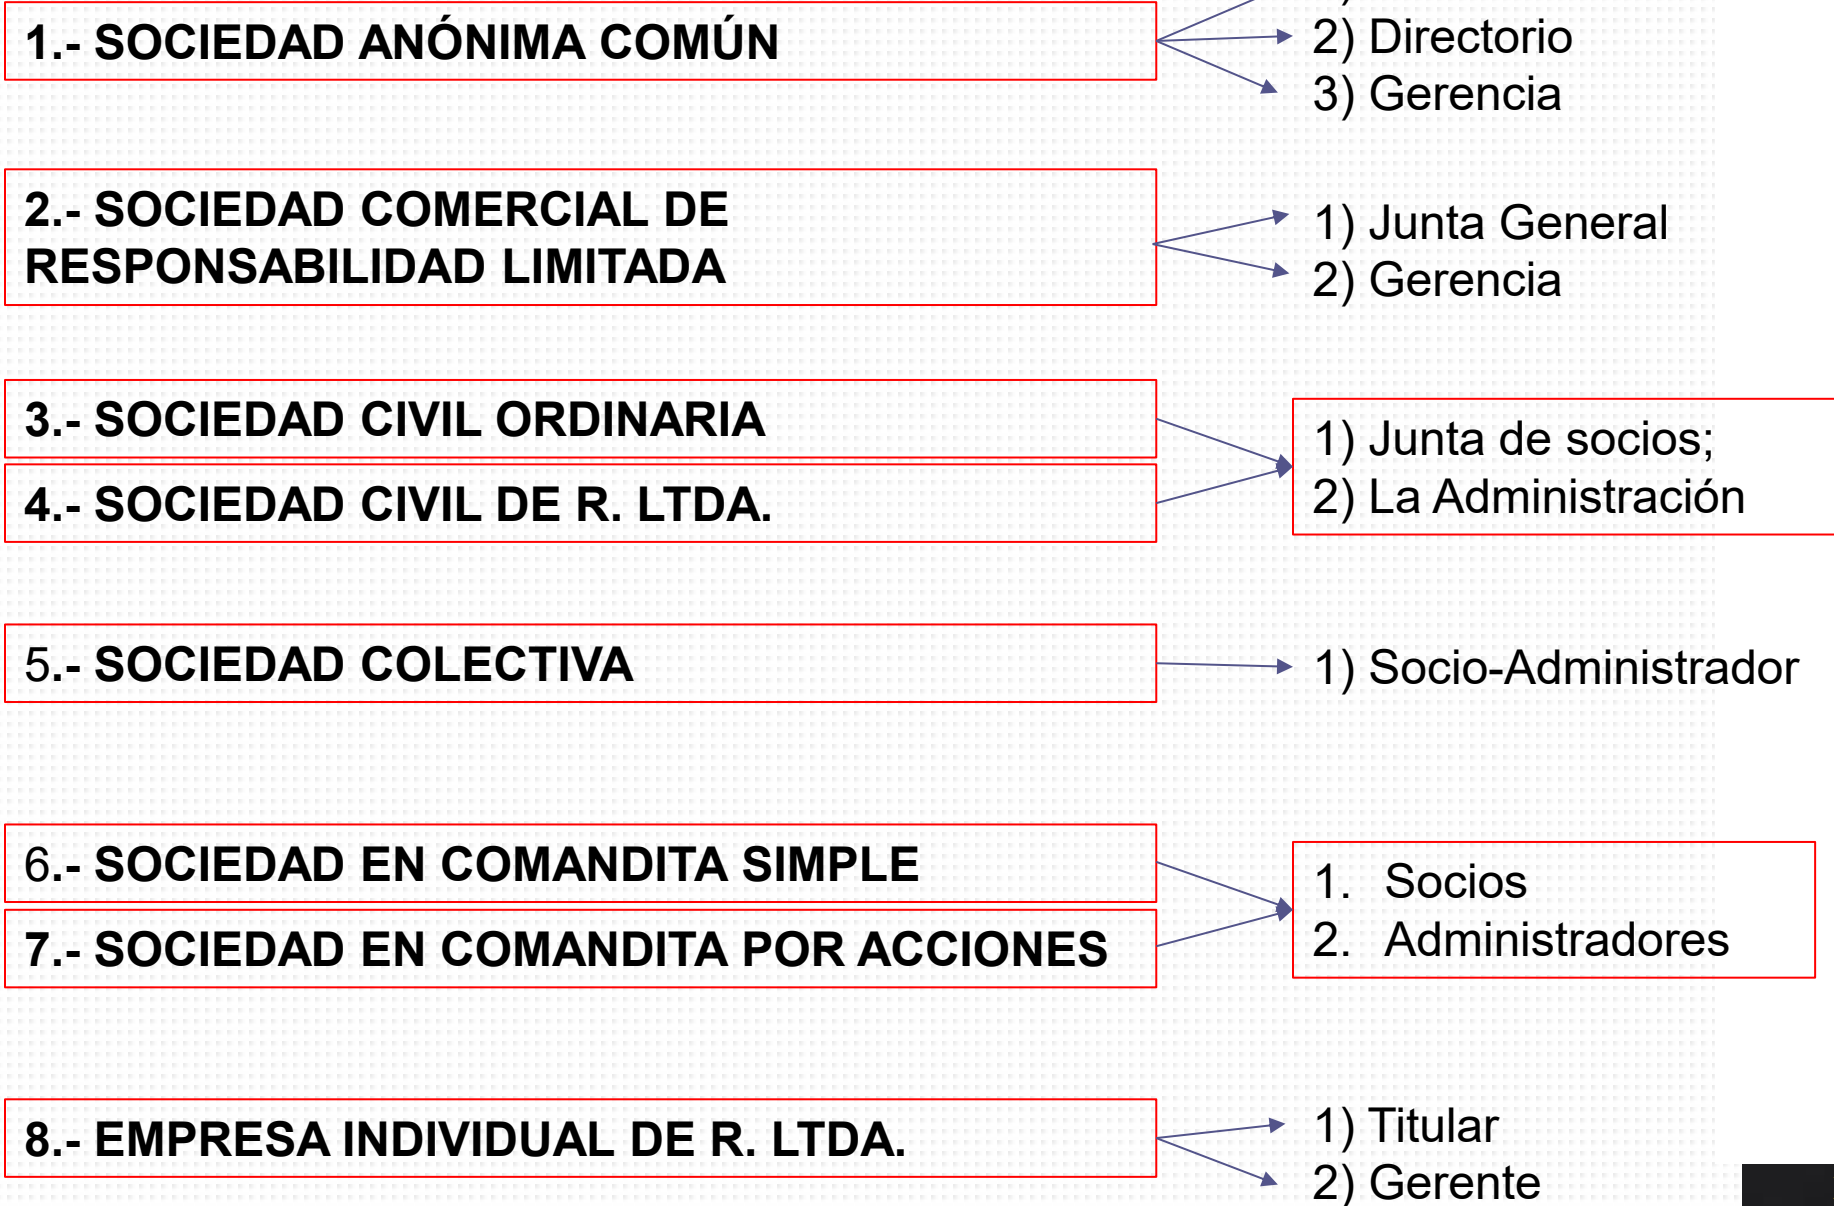 1.- SOCIEDAD ANÓNIMA COMÚN
2) Directorio
3) Gerencia
2.- SOCIEDAD COMERCIAL DE
RESPONSABILIDAD LIMITADA
1) Junta General
2) Gerencia
3.- SOCIEDAD CIVIL ORDINARIA
4.- SOCIEDAD CIVIL DE R. LTDA.
1) Junta de socios;
2) La Administración
5.- SOCIEDAD COLECTIVA
1) Socio-Administrador
6.- SOCIEDAD EN COMANDITA SIMPLE
7.- SOCIEDAD EN COMANDITA POR ACCIONES
1. Socios
2. Administradores
8.- EMPRESA INDIVIDUAL DE R. LTDA.
1) Titular
2) Gerente